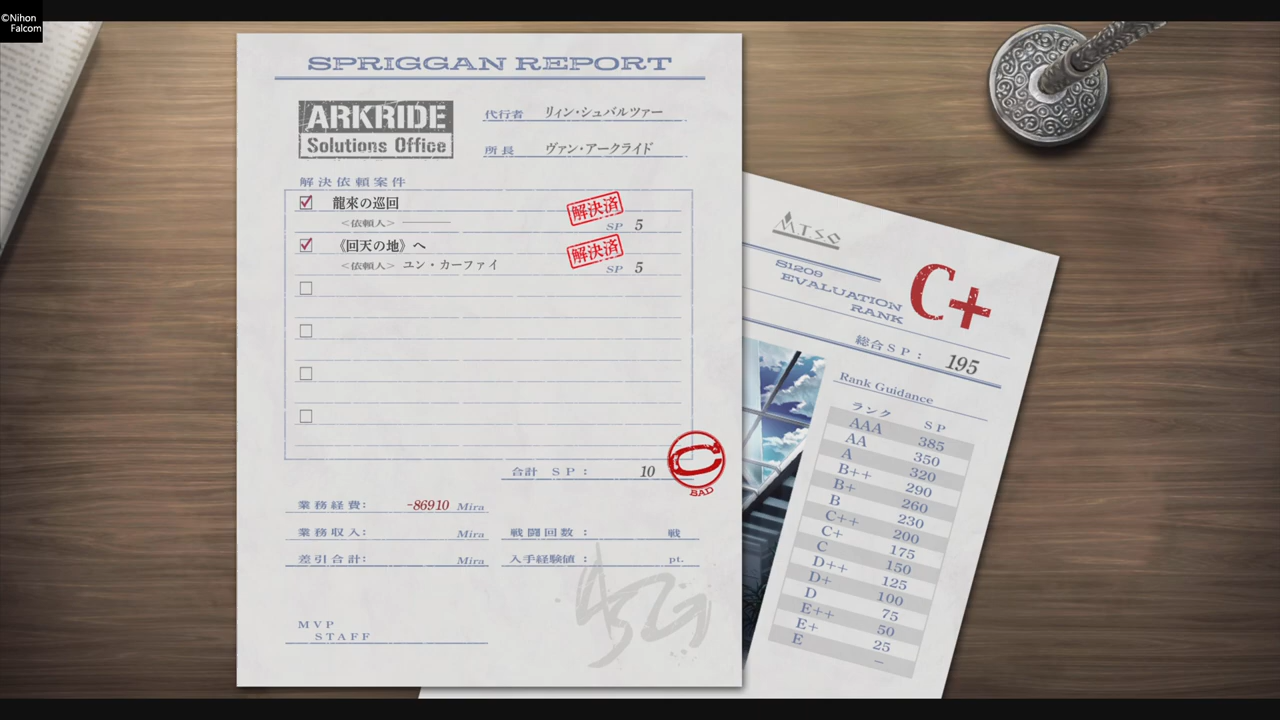 ©Nihon
Falcom
SPRIGGAN REPORT
ARKRIDE
Solutions Office
代行者 リィン・シュバルツァー
所長 ヴァン・アークライド
解決依頼案件
龍來の巡回
解決済
<依頼人> ———
SP 5
《回天の地》へ
解決済
<依頼人> ユン・カーファイ
SP 5
合計 SP: 10
C
BAD
業務経費: -86910 Mira
業務収入: Mira
戦闘回数: 戦
差引合計: Mira
入手経験値: pt.
MVP
STAFF
S1209
EVALUATION
RANK
C+
総合SP: 195
Rank Guidance
ランク SP
AAA 385
AA 350
A 320
B++ 290
B+ 260
B 230
C++ 200
C+ 175
C 150
D++ 125
D+ 100
D 75
E++ 50
E+ 25
E —